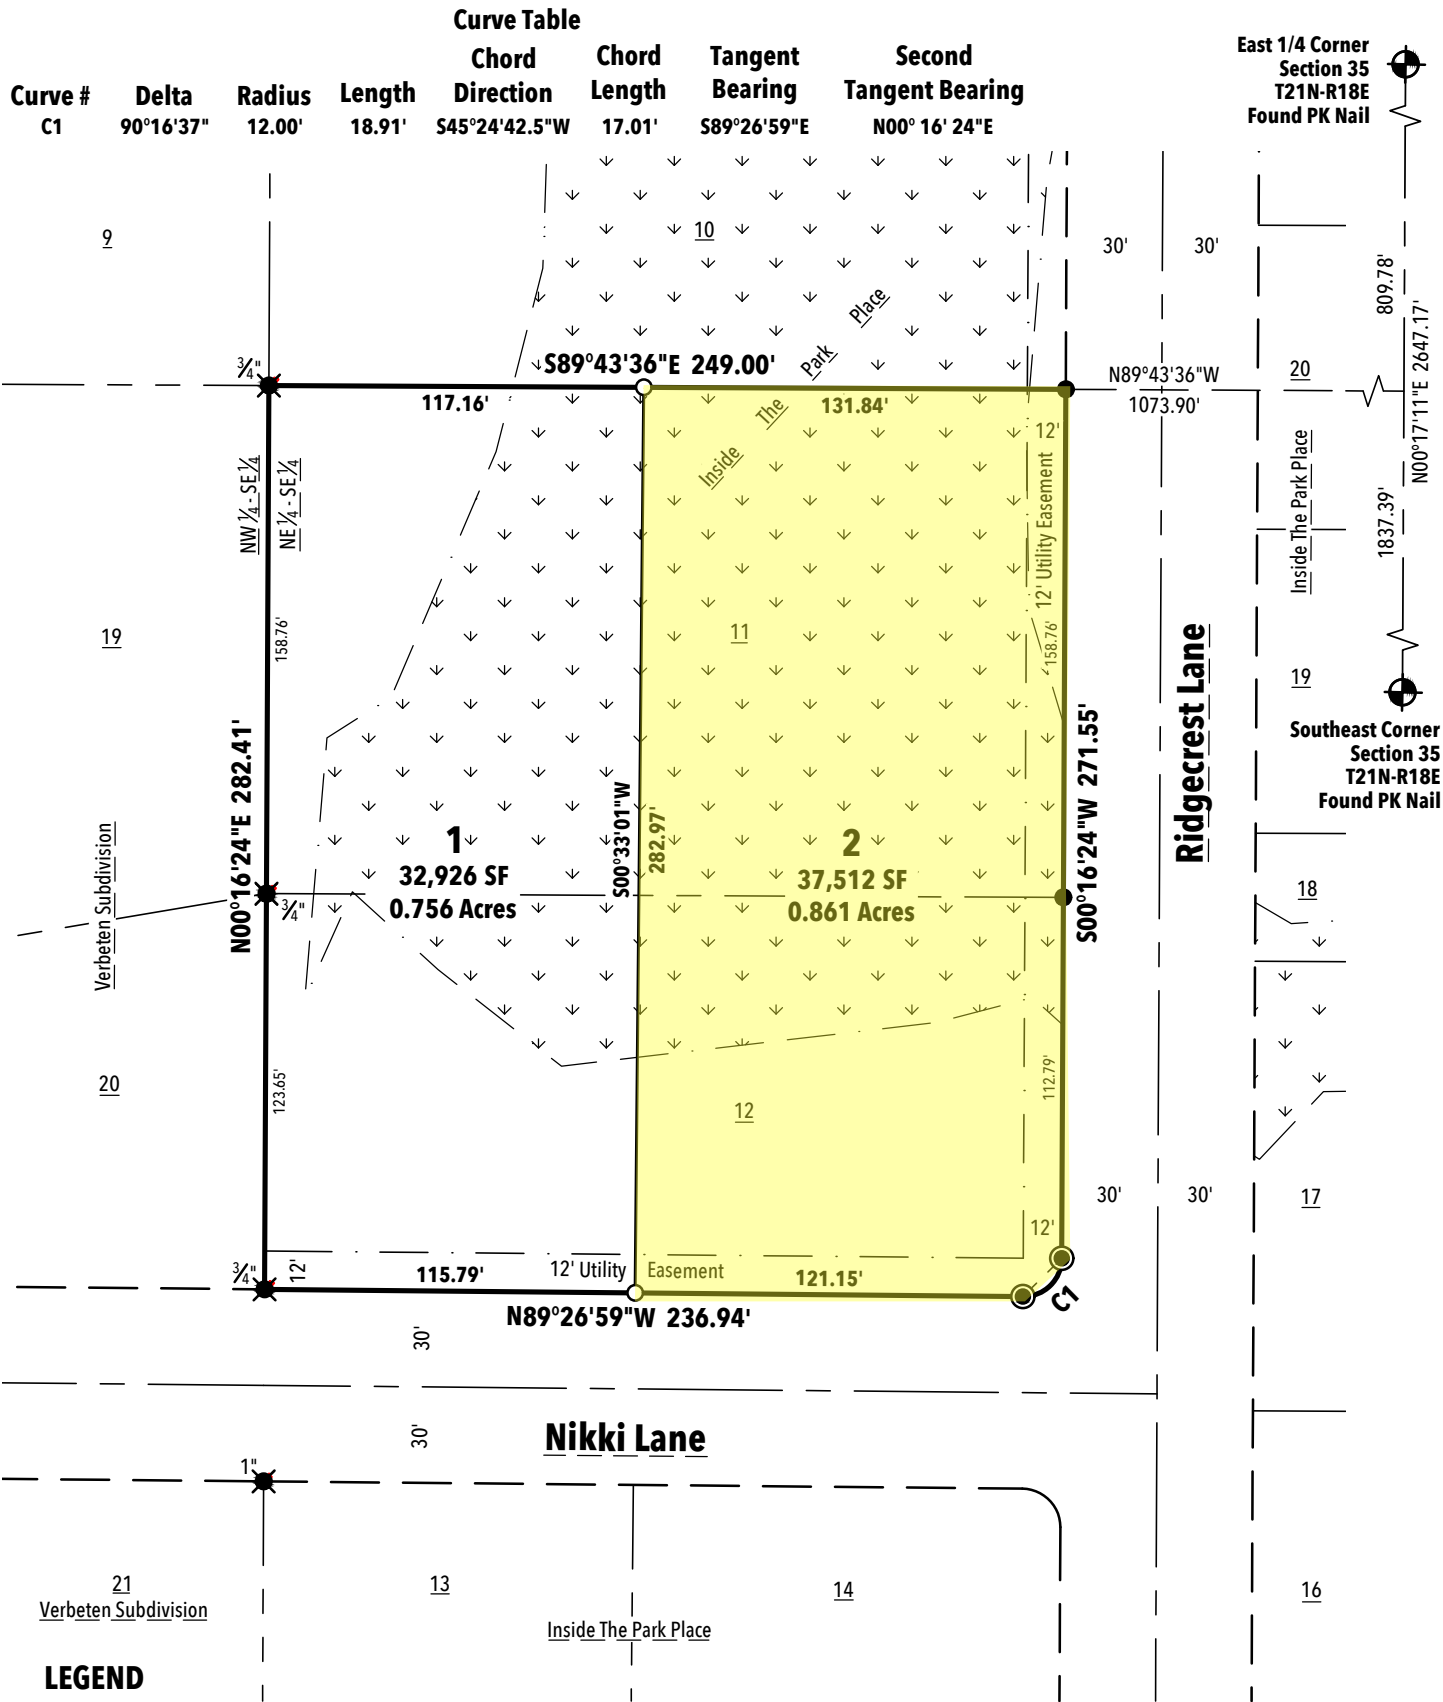 Curve Table
Curve # Delta Radius Length Chord Direction Chord Length Tangent Bearing Second Tangent Bearing
C1 90°16'37" 12.00' 18.91' S45°24'42.5"W 17.01' S89°26'59"E N00° 16' 24"E
East 1/4 Corner
Section 35
T21N-R18E
Found PK Nail
9
10
30' 30'
809.78'
N00°17'11"E 2647.17'
1837.39'
3/4"
S89°43'36"E 249.00'
117.16'
131.84'
N89°43'36"W
1073.90'
20
Inside The Park Place
12'
12' Utility Easement
NW 1/4 - SE 1/4
NE 1/4 - SE 1/4
Inside The Park Place
19
158.76'
11
158.76'
19
Ridgecrest Lane
Southeast Corner
Section 35
T21N-R18E
Found PK Nail
N00°16'24"E 282.41'
S00°33'01"W
282.97'
S00°16'24"W 271.55'
1
32,926 SF
0.756 Acres
2
37,512 SF
0.861 Acres
3/4"
18
Verbeten Subdivision
20
123.65'
12
112.79'
30' 30'
17
12'
3/4"
12'
115.79'
12' Utility Easement
121.15'
C1
N89°26'59"W 236.94'
30'
30'
Nikki Lane
1"
21
Verbeten Subdivision
13
14
16
Inside The Park Place
LEGEND